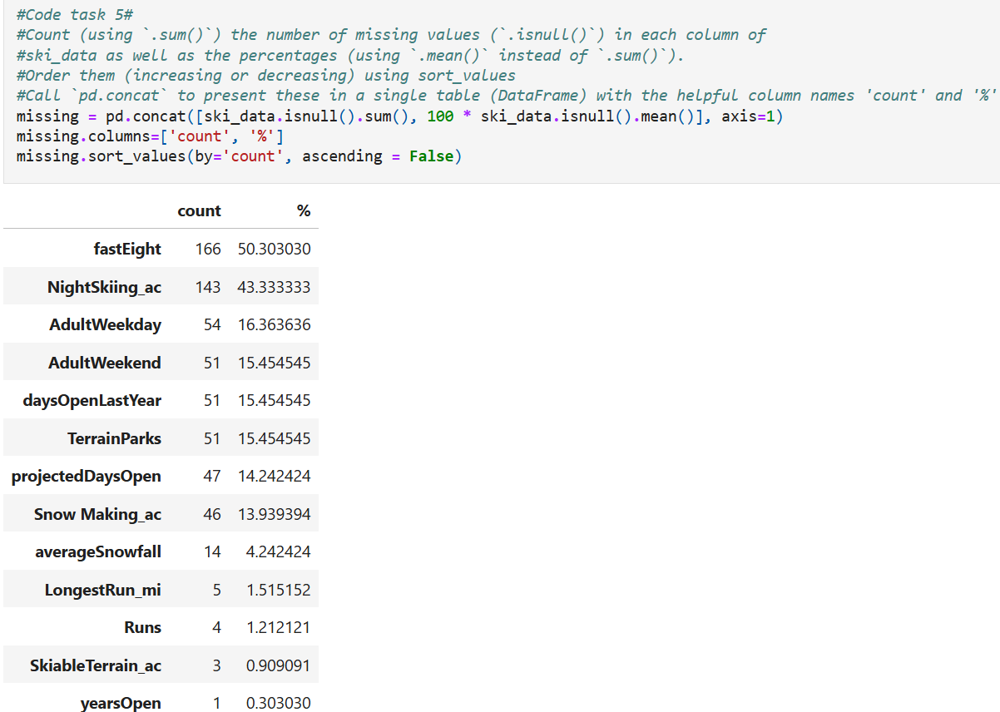 #Code task 5#
#Count (using `.sum()`) the number of missing values (`.isnull()`) in each column of
#ski_data as well as the percentages (using `.mean()` instead of `.sum()`).
#Order them (increasing or decreasing) using sort_values
#Call `pd.concat` to present these in a single table (DataFrame) with the helpful column names 'count' and '%'
missing = pd.concat([ski_data.isnull().sum(), 100 * ski_data.isnull().mean()], axis=1)
missing.columns=['count', '%']
missing.sort_values(by='count', ascending = False)
count %
fastEight 166 50.303030
NightSkiing_ac 143 43.333333
AdultWeekday 54 16.363636
AdultWeekend 51 15.454545
daysOpenLastYear 51 15.454545
TerrainParks 51 15.454545
projectedDaysOpen 47 14.242424
Snow Making_ac 46 13.939394
averageSnowfall 14 4.242424
LongestRun_mi 5 1.515152
Runs 4 1.212121
SkiableTerrain_ac 3 0.909091
yearsOpen 1 0.303030